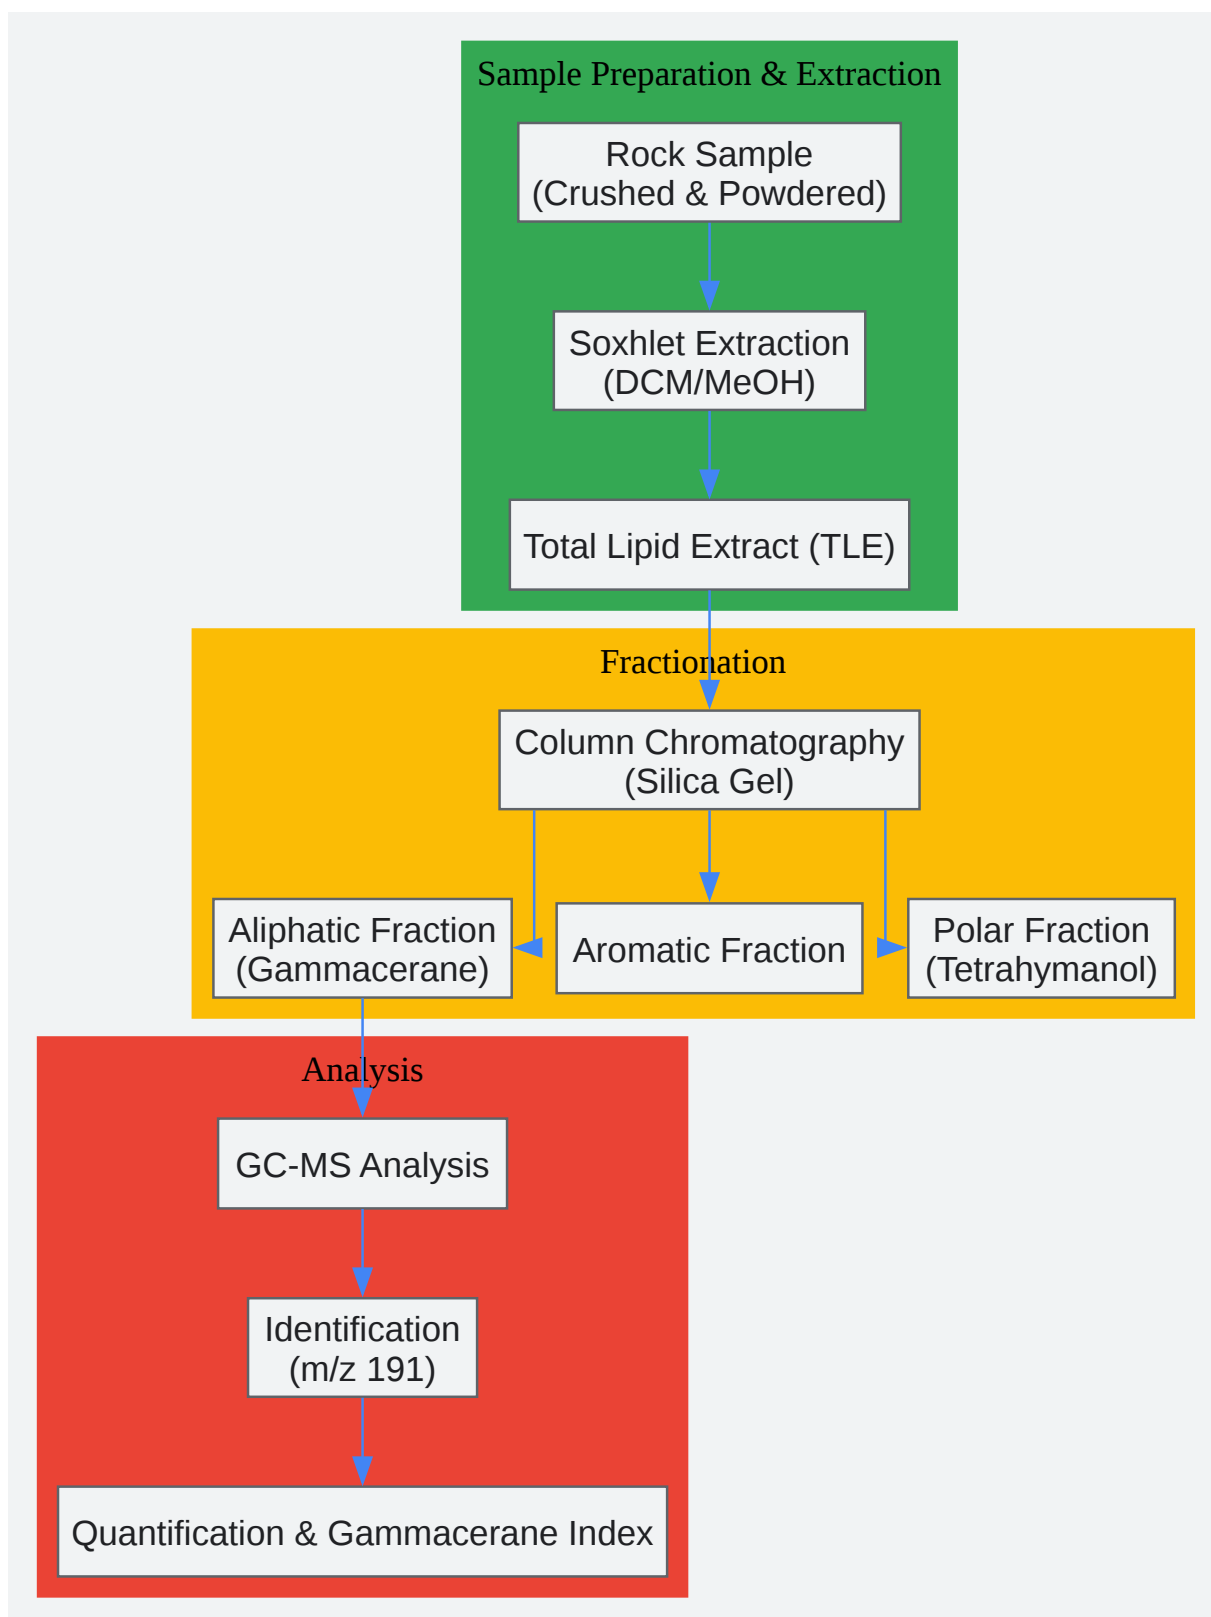 Sample Preparation & Extraction
Rock Sample
(Crushed & Powdered)
Soxhlet Extraction
(DCM/MeOH)
Total Lipid Extract (TLE)
Fractionation
Column Chromatography
(Silica Gel)
Aliphatic Fraction
(Gammacerane)
Aromatic Fraction
Polar Fraction
(Tetrahymanol)
Analysis
GC-MS Analysis
Identification
(m/z 191)
Quantification & Gammacerane Index